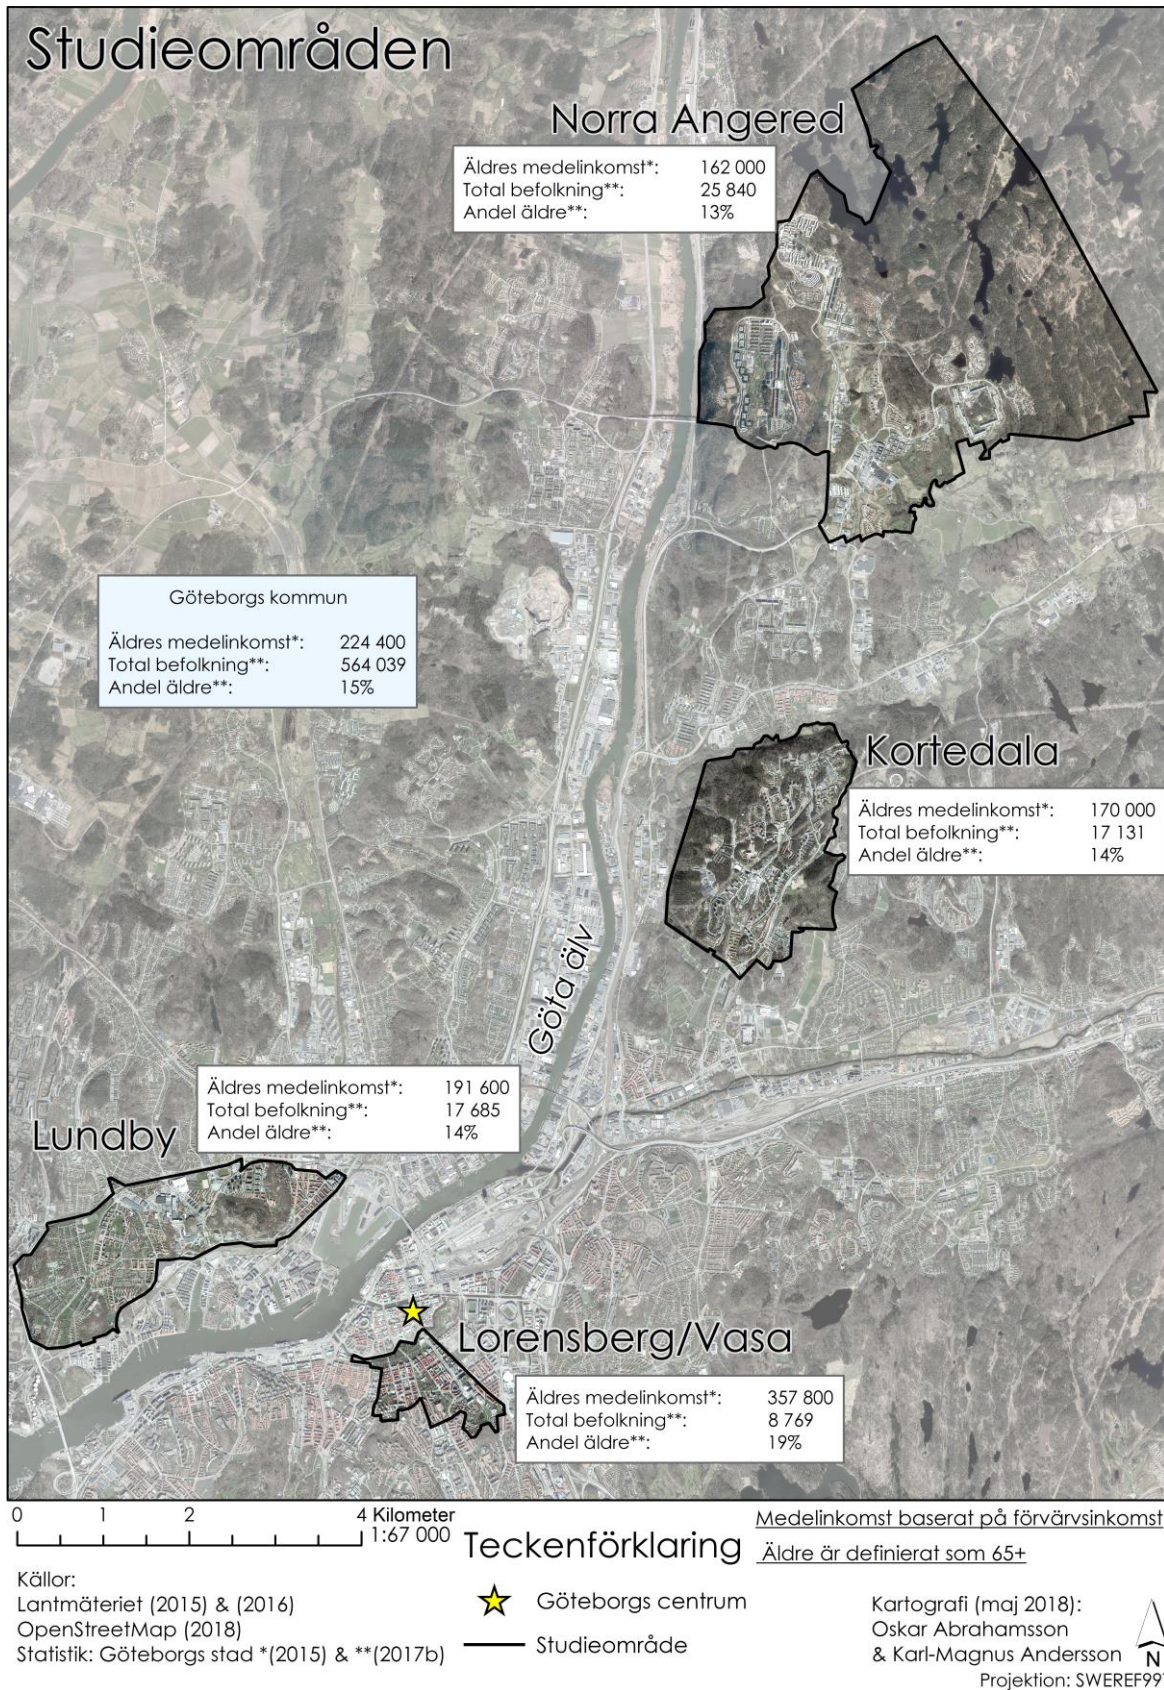 Studieområden
Norra Angered
Äldres medelinkomst*: 162 000
Total befolkning**: 25 840
Andel äldre**: 13%
Göteborgs kommun
Äldres medelinkomst*: 224 400
Total befolkning**: 564 039
Andel äldre**: 15%
Kortedala
Äldres medelinkomst*: 170 000
Total befolkning**: 17 131
Andel äldre**: 14%
Göta älv
Äldres medelinkomst*: 191 600
Total befolkning**: 17 685
Andel äldre**: 14%
Lundby
Lorensberg/Vasa
Äldres medelinkomst*: 357 800
Total befolkning**: 8 769
Andel äldre**: 19%
0 1 2 4 Kilometer
1:67 000
Medelinkomst baserat på förvärvsinkomst
Äldre är definierat som 65+
Teckenförklaring
Göteborgs centrum
Studieområde
Källor:
Lantmäteriet (2015) & (2016)
OpenStreetMap (2018)
Statistik: Göteborgs stad *(2015) & **(2017b)
Kartografi (maj 2018):
Oskar Abrahamsson
& Karl-Magnus Andersson
N
Projektion: SWEREF99